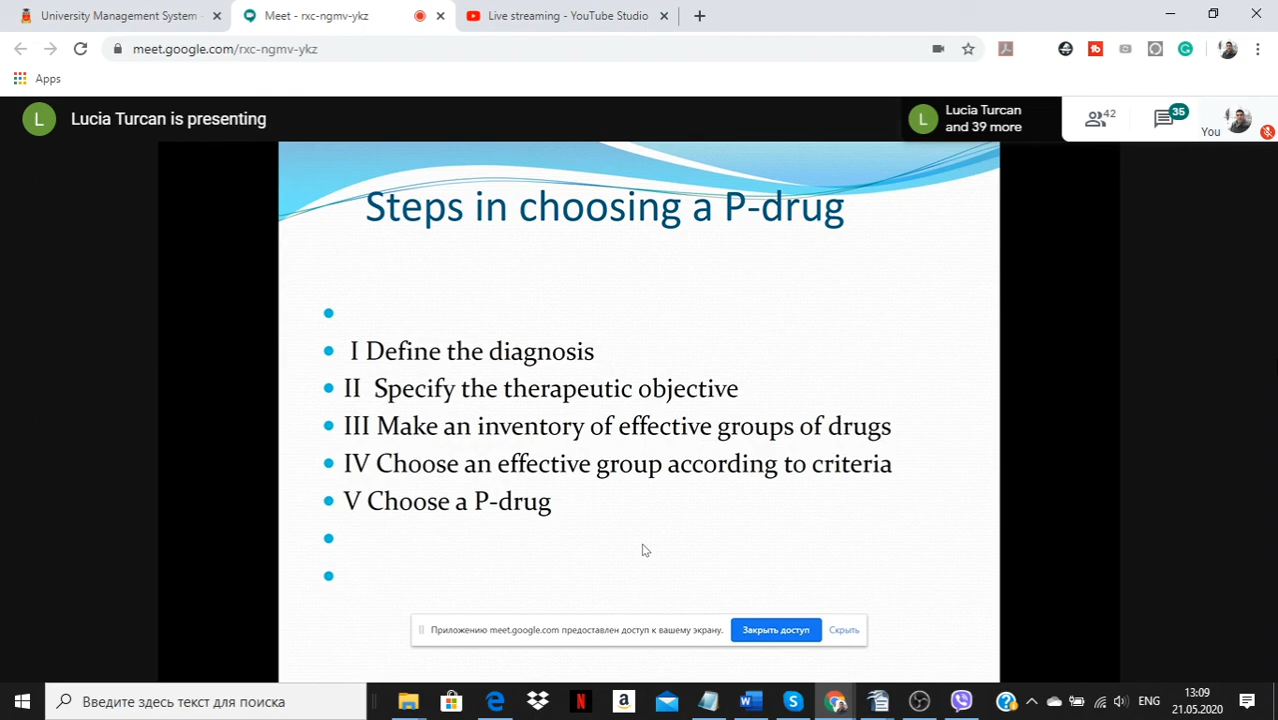 University Management System -
Meet - rxc-ngmv-ykz
Live streaming - YouTube Studio
meet.google.com/rxc-ngmv-ykz
Apps
L
Lucia Turcan is presenting
L
Lucia Turcan
and 39 more
42
35
You
Steps in choosing a P-drug
I Define the diagnosis
II Specify the therapeutic objective
III Make an inventory of effective groups of drugs
IV Choose an effective group according to criteria
V Choose a P-drug
Приложению meet.google.com предоставлен доступ к вашему экрану.
Закрыть доступ
Скрыть
Введите здесь текст для поиска
ENG
13:09
21.05.2020